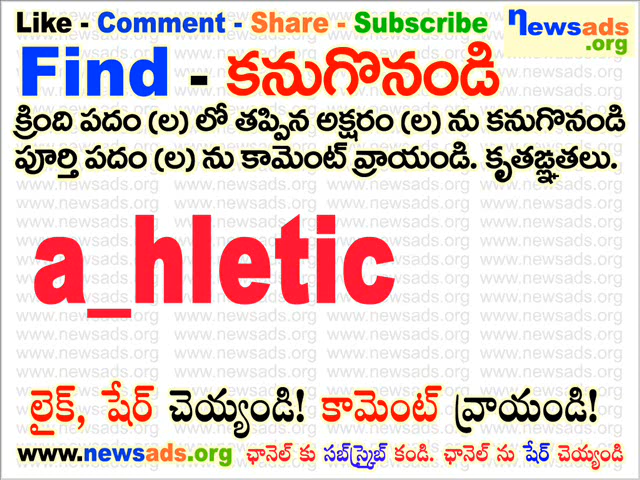 Like - Comment - Share - Subscribe
newsads
.org
Find - కనుగొనండి
క్రింది పదం (ల) లో తప్పిన అక్షరం (ల) ను కనుగొనండి
పూర్తి పదం (ల) ను కామెంట్ వ్రాయండి. కృతఙ్ఞతలు.
a_hletic
లైక్, షేర్ చెయ్యండి! కామెంట్ వ్రాయండి!
www.newsads.org ఛానెల్ కు సబ్‌స్క్రైబ్ కండి. ఛానెల్ ను షేర్ చెయ్యండి